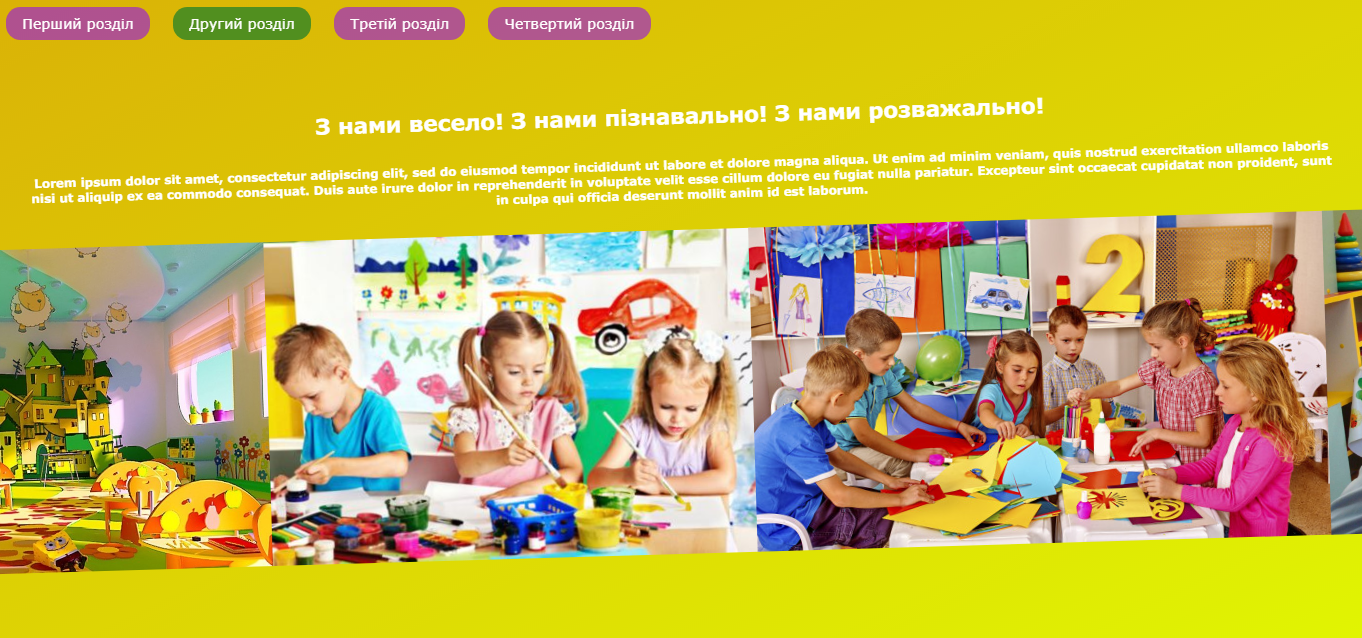 Перший розділ
Другий розділ
Третій розділ
Четвертий розділ
З нами весело! З нами пізнавально! З нами розважально!
Lorem ipsum dolor sit amet, consectetur adipiscing elit, sed do eiusmod tempor incididunt ut labore et dolore magna aliqua. Ut enim ad minim veniam, quis nostrud exercitation ullamco laboris
nisi ut aliquip ex ea commodo consequat. Duis aute irure dolor in reprehenderit in voluptate velit esse cillum dolore eu fugiat nulla pariatur. Excepteur sint occaecat cupidatat non proident, sunt
in culpa qui officia deserunt mollit anim id est laborum.
2